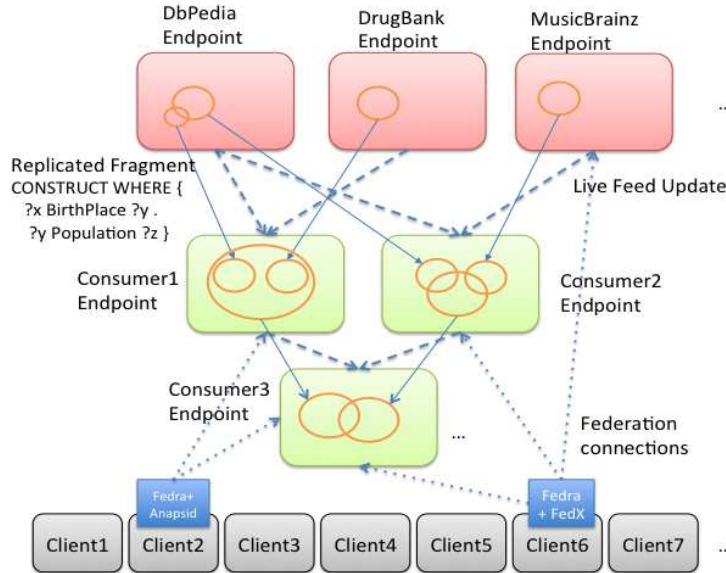 DbPedia
Endpoint
DrugBank
Endpoint
MusicBrainz
Endpoint
..
Replicated Fragment
CONSTRUCT WHERE {
?x BirthPlace ?y .
?y Population ?z }
Live Feed Update
Consumer1
Endpoint
Consumer2
Endpoint
Consumer3
Endpoint
...
Federation
connections
Fedra+
Anapsid
Fedra
+ FedX
Client1
Client2
Client3
Client4
Client5
Client6
Client7
..